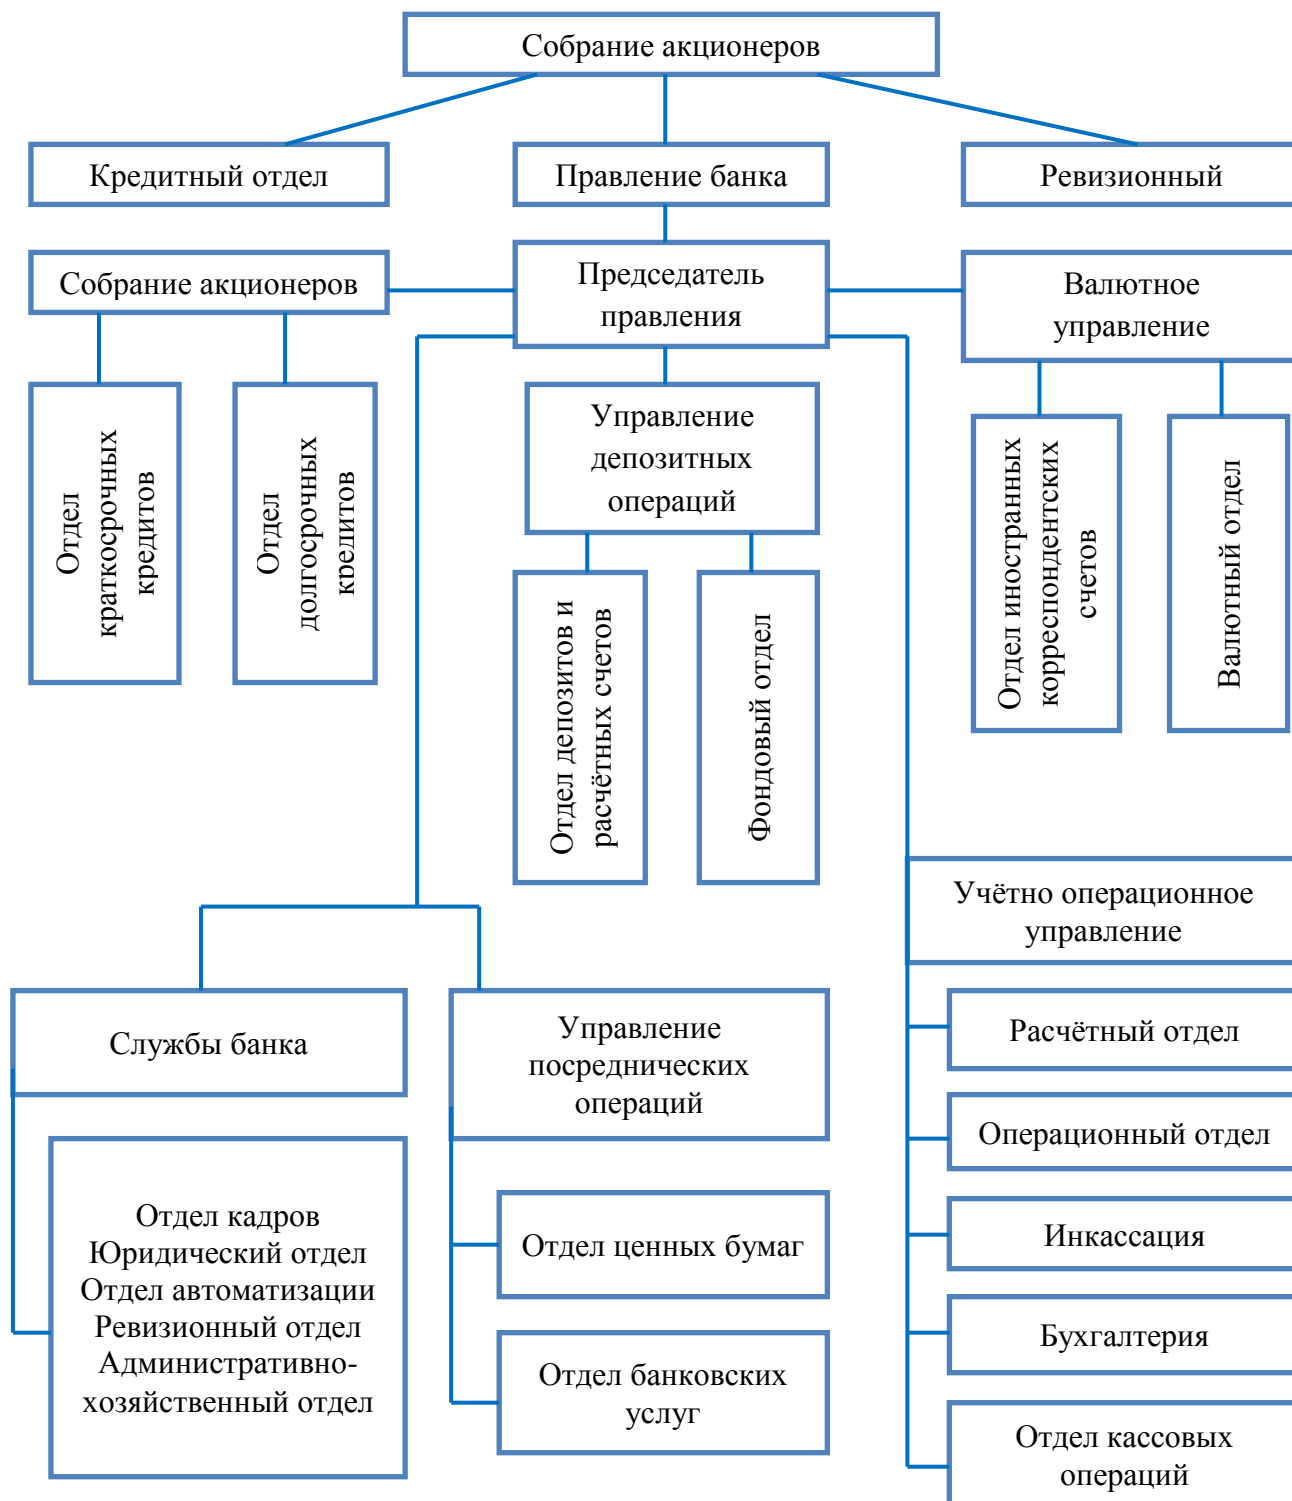 Собрание акционеров
Кредитный отдел
Правление банка
Ревизионный
Собрание акционеров
Председатель
правления
Валютное
управление
Отдел
краткосрочных
кредитов
Отдел
долгосрочных
крелитов
Управление
депозитных
операций
Отдел иностранных
корреспондентских
счетов
Валютный отдел
Отдел депозитов и
расчётных счетов
Фондовый отдел
Учётно операционное
управление
Службы банка
Управление
посреднических
операций
Расчётный отдел
Операционный отдел
Отдел кадров
Юридический отдел
Отдел автоматизации
Ревизионный отдел
Административно-
хозяйственный отдел
Отдел ценных бумаг
Инкассация
Бухгалтерия
Отдел банковских
услуг
Отдел кассовых
операций